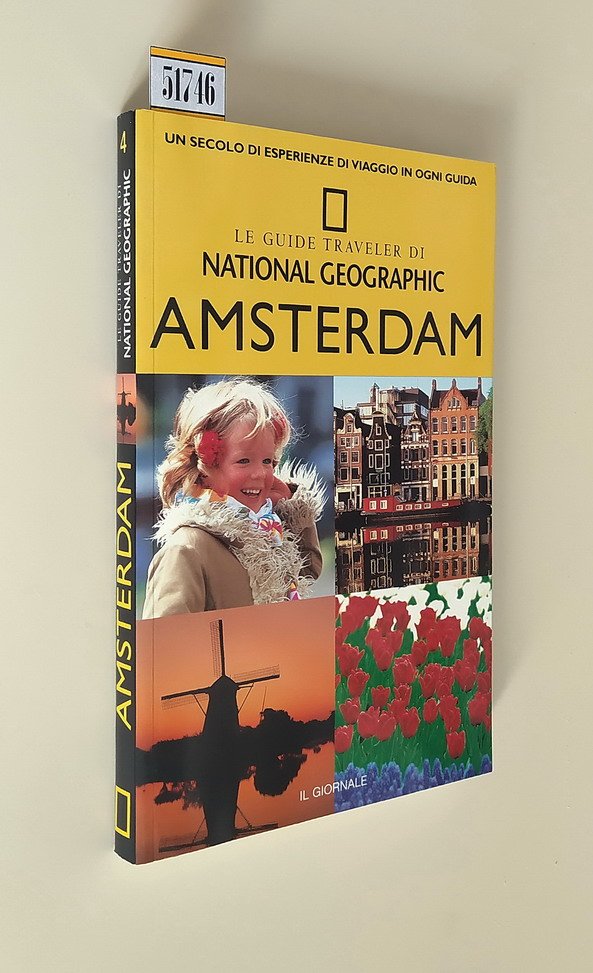 51746
UN SECOLO DI ESPERIENZE DI VIAGGIO IN OGNI GUIDA
LE GUIDE TRAVELER DI
NATIONAL GEOGRAPHIC
AMSTERDAM
IL GIORNALE
4
LE GUIDE TRAVELER DI
NATIONAL GEOGRAPHIC
AMSTERDAM